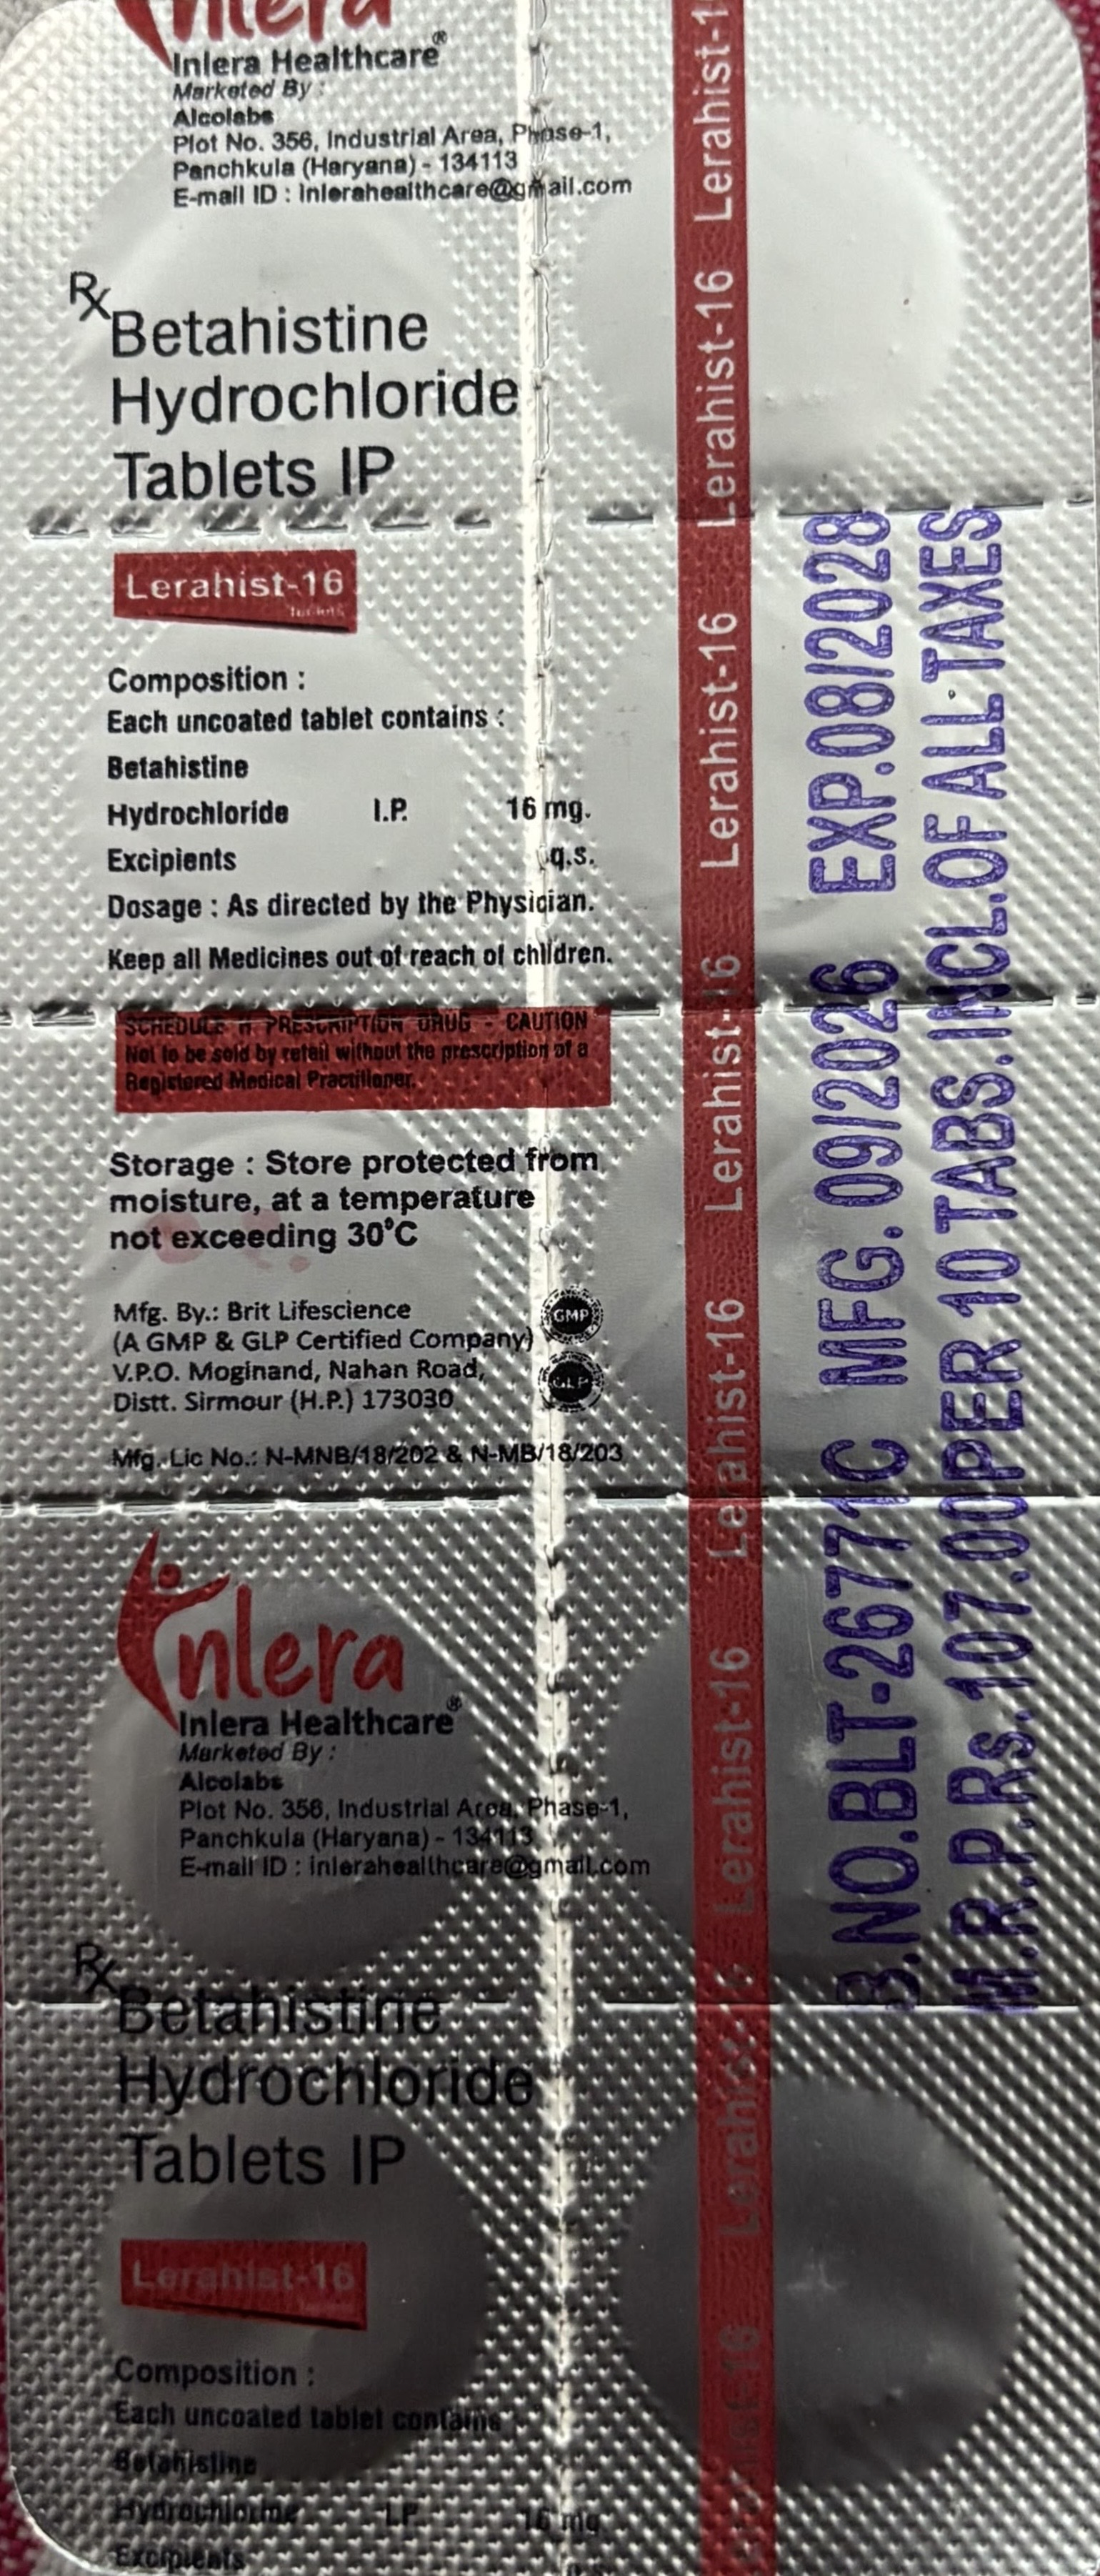 nlera
Inlera Healthcare®
Marketed By :
Alcolabs
Plot No. 356, Industrial Area, Phase-1,
Panchkula (Haryana) - 134113
E-mail ID : inlerahealthcare@gmail.com
Rx
Betahistine
Hydrochloride
Tablets IP
Lerahist-16
Tablets
Composition :
Each uncoated tablet contains :
Betahistine
Hydrochloride I.P. 16 mg.
Excipients q.s.
Dosage : As directed by the Physician.
Keep all Medicines out of reach of children.
SCHEDULE H PRESCRIPTION DRUG - CAUTION
Not to be sold by retail without the prescription of a
Registered Medical Practitioner.
Storage : Store protected from
moisture, at a temperature
not exceeding 30°C
Mfg. By.: Brit Lifescience
(A GMP & GLP Certified Company)
V.P.O. Moginand, Nahan Road,
Distt. Sirmour (H.P.) 173030
GMP
GLP
Mfg. Lic No.: N-MNB/18/202 & N-MB/18/203
Inlera
Inlera Healthcare®
Marketed By :
Alcolabs
Plot No. 356, Industrial Area, Phase-1,
Panchkula (Haryana) - 134113
E-mail ID : inlerahealthcare@gmail.com
Rx
Betahistine
Hydrochloride
Tablets IP
Lerahist-16
Composition :
Each uncoated tablet contains
Betahistine
Hydrochloride I.P. 16 mg
Excipients
Lerahist-16 Lerahist-16 Lerahist-16 Lerahist-16 Lerahist-16 Lerahist-16 Lerahist-16 Lerahist-1
B.NO.BLT-26771C MFG. 09/2026 EXP.08/2028
M.R.P.Rs. 107.00PER 10 TABS.INCL.OF ALL TAXES